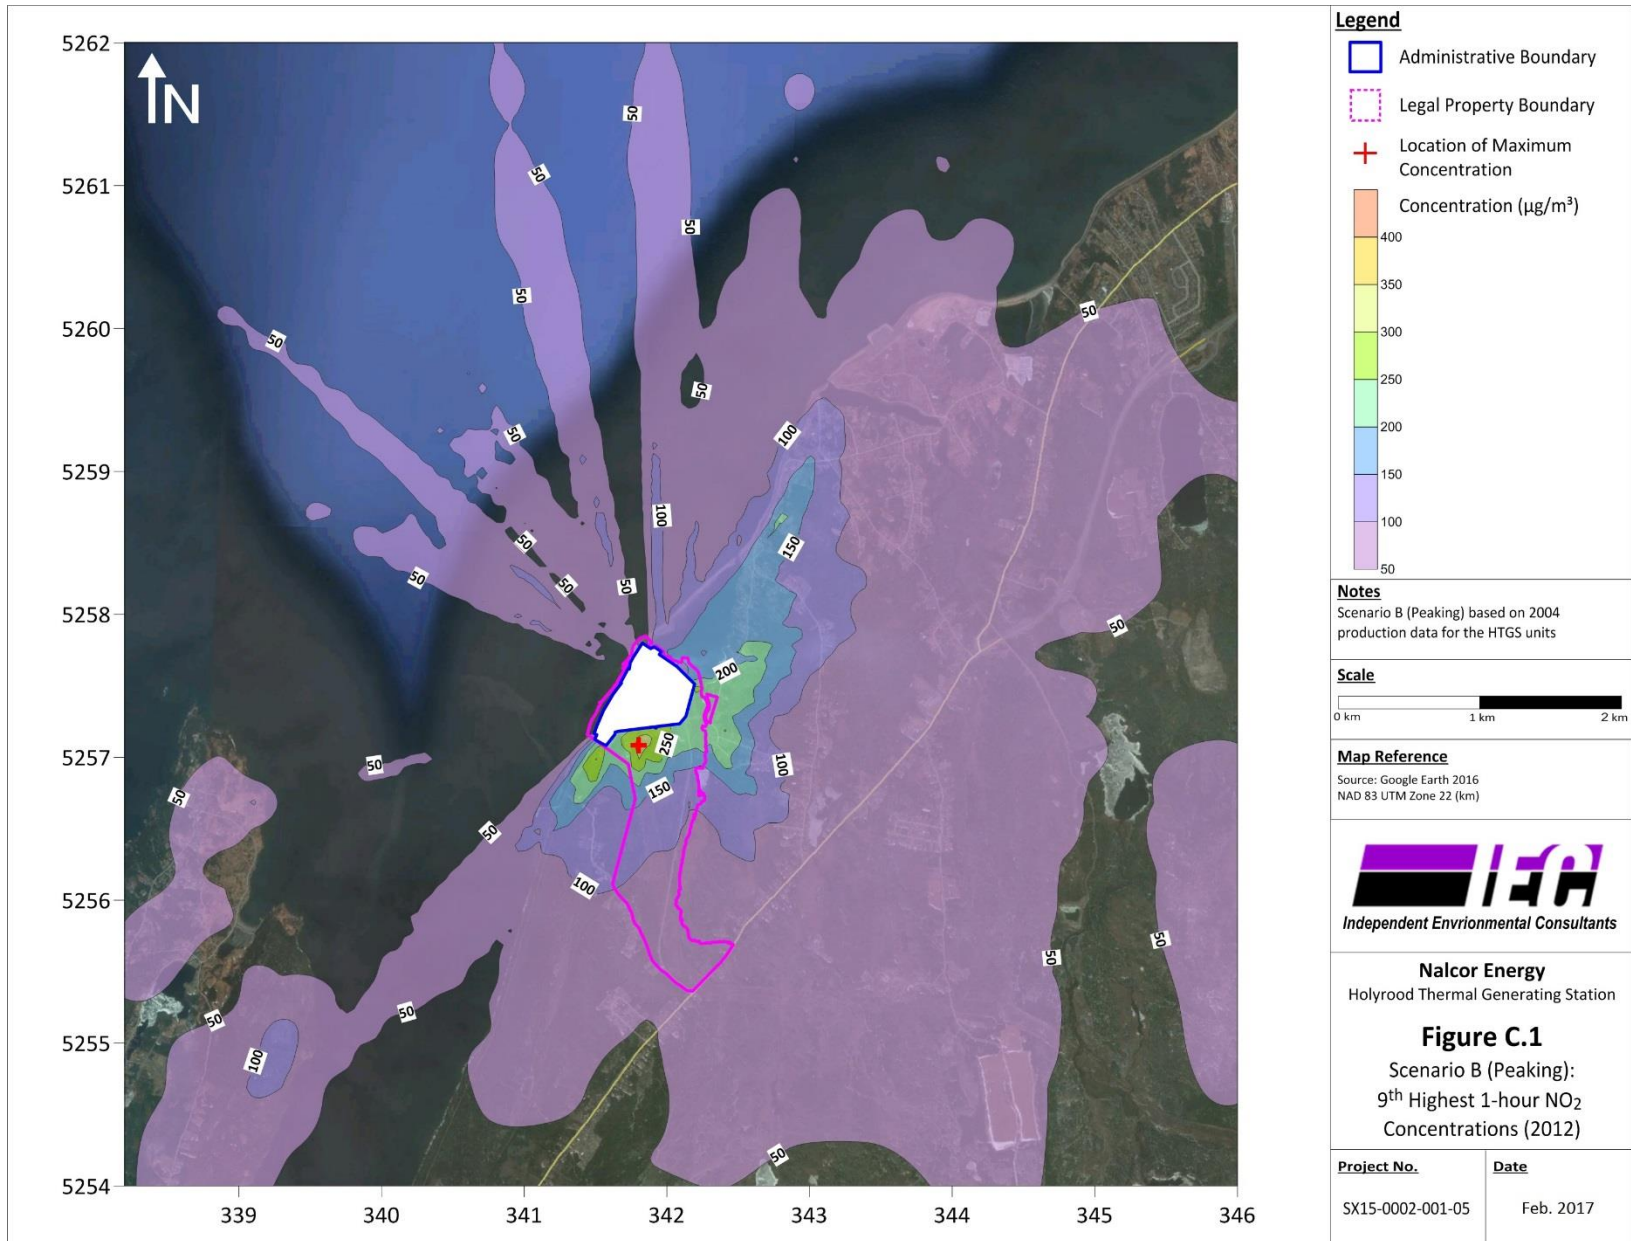 5262
5261
5260
5259
5258
5257
5256
5255
5254
339
340
341
342
343
344
345
346
N
50
50
50
50
50
50
50
50
100
50
50
100
50
50
50
50
150
50
200
250
100
50
150
50
50
100
50
50
50
50
100
50
Legend
Administrative Boundary
Legal Property Boundary
Location of Maximum
Concentration
Concentration (µg/m³)
400
350
300
250
200
150
100
50
Notes
Scenario B (Peaking) based on 2004
production data for the HTGS units
Scale
0 km 1 km 2 km
Map Reference
Source: Google Earth 2016
NAD 83 UTM Zone 22 (km)
IEC
Independent Envrionmental Consultants
Nalcor Energy
Holyrood Thermal Generating Station
Figure C.1
Scenario B (Peaking):
9th Highest 1-hour NO2
Concentrations (2012)
Project No.
SX15-0002-001-05
Date
Feb. 2017